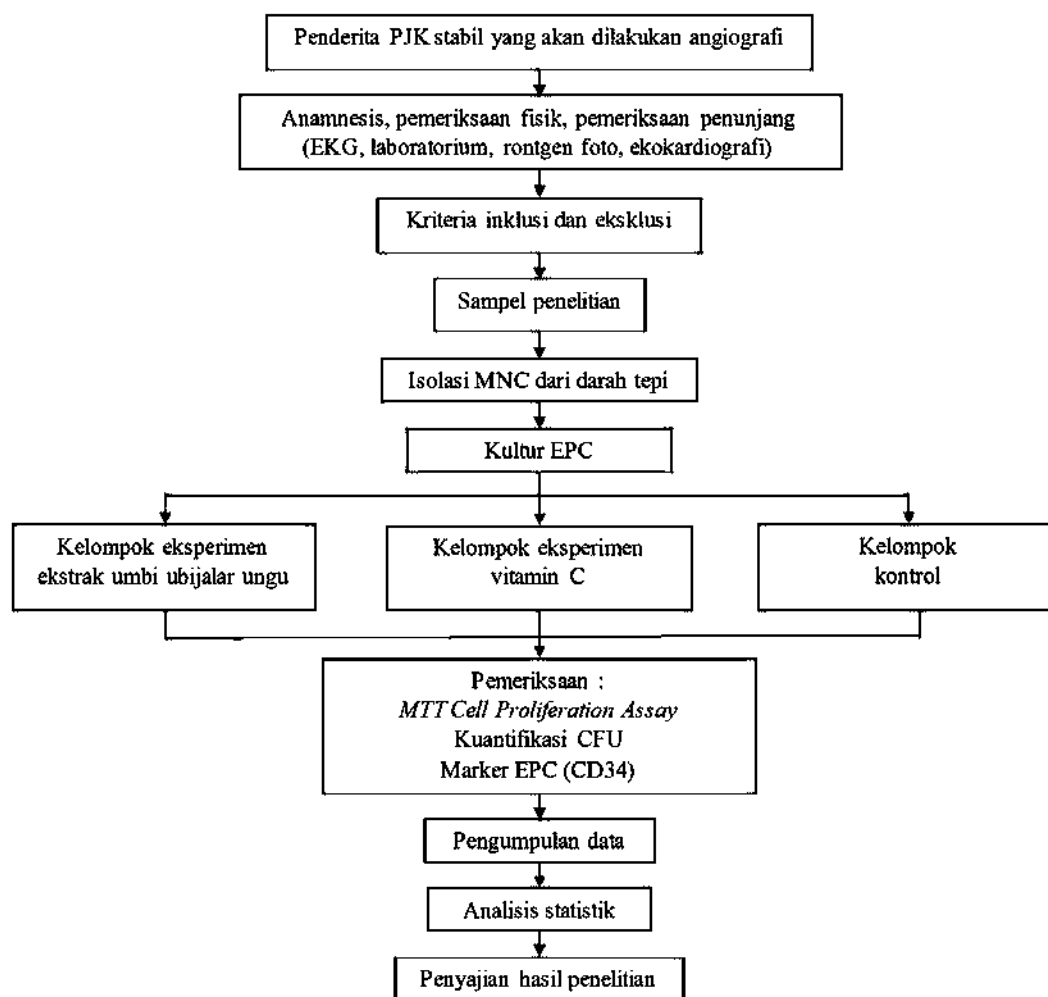 Penderita PJK stabil yang akan dilakukan angiografi
Anamnesis, pemeriksaan fisik, pemeriksaan penunjang
(EKG, laboratorium, rontgen foto, ekokardiografi)
Kriteria inklusi dan eksklusi
Sampel penelitian
Isolasi MNC dari darah tepi
Kultur EPC
Kelompok eksperimen
ekstrak umbi ubijalar ungu
Kelompok eksperimen
vitamin C
Kelompok
kontrol
Pemeriksaan :
MTT Cell Proliferation Assay
Kuantifikasi CFU
Marker EPC (CD34)
Pengumpulan data
Analisis statistik
Penyajian hasil penelitian